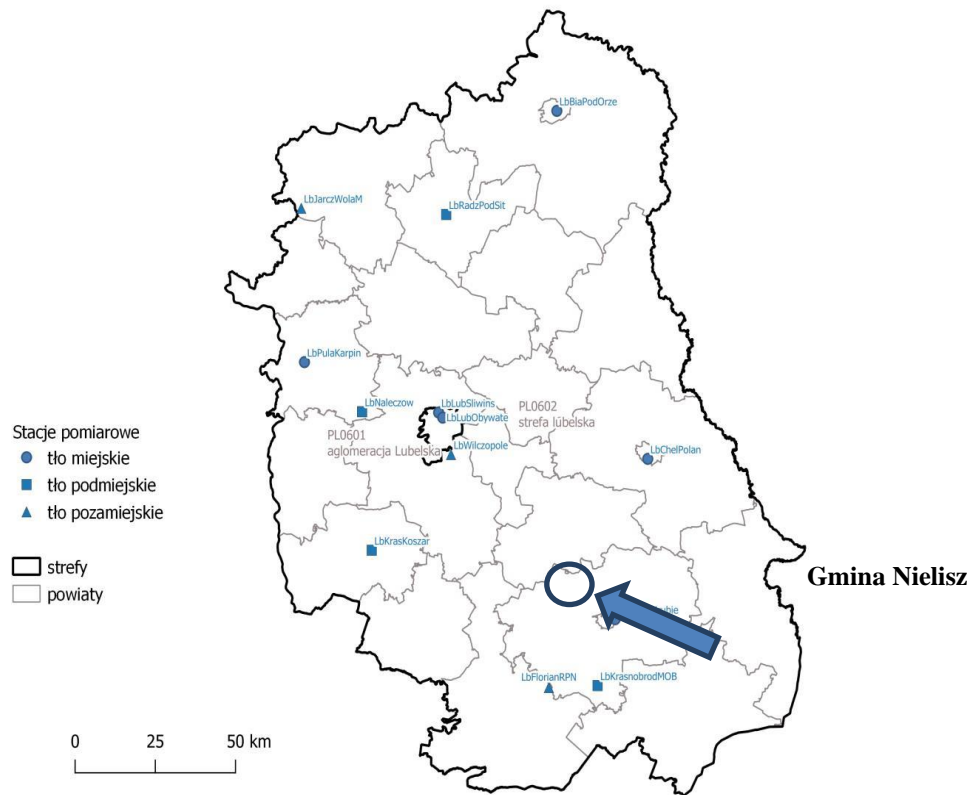 LbBiaPodOrze
LbJarczWolaM
LbRadzPodSit
LbPulaKarpin
LbNaleczow
LbLubSliwins
LbLubObywate
PL0602
strefa lubelska
PL0601
aglomeracja Lubelska
LbWilczopole
LbChelPolan
Stacje pomiarowe
tło miejskie
tło podmiejskie
tło pozamiejskie
strefy
powiaty
LbKrasKoszar
Gmina Nielisz
LbFlorianRPN
LbKrasnobrodMOB
0 25 50 km